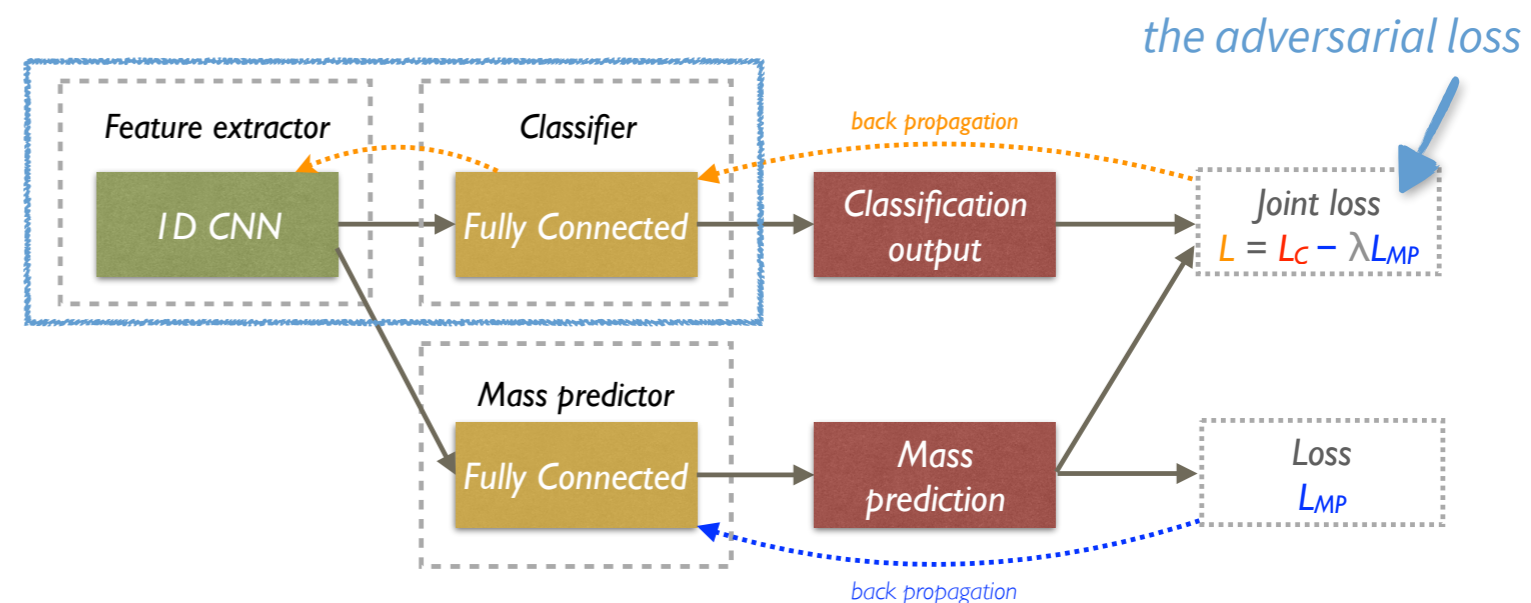 the adversarial loss
Feature extractor
Classifier
back propagation
1D CNN
Fully Connected
Classification
output
Joint loss
L = LC – λLMP
Mass predictor
Fully Connected
Mass
prediction
Loss
LMP
back propagation